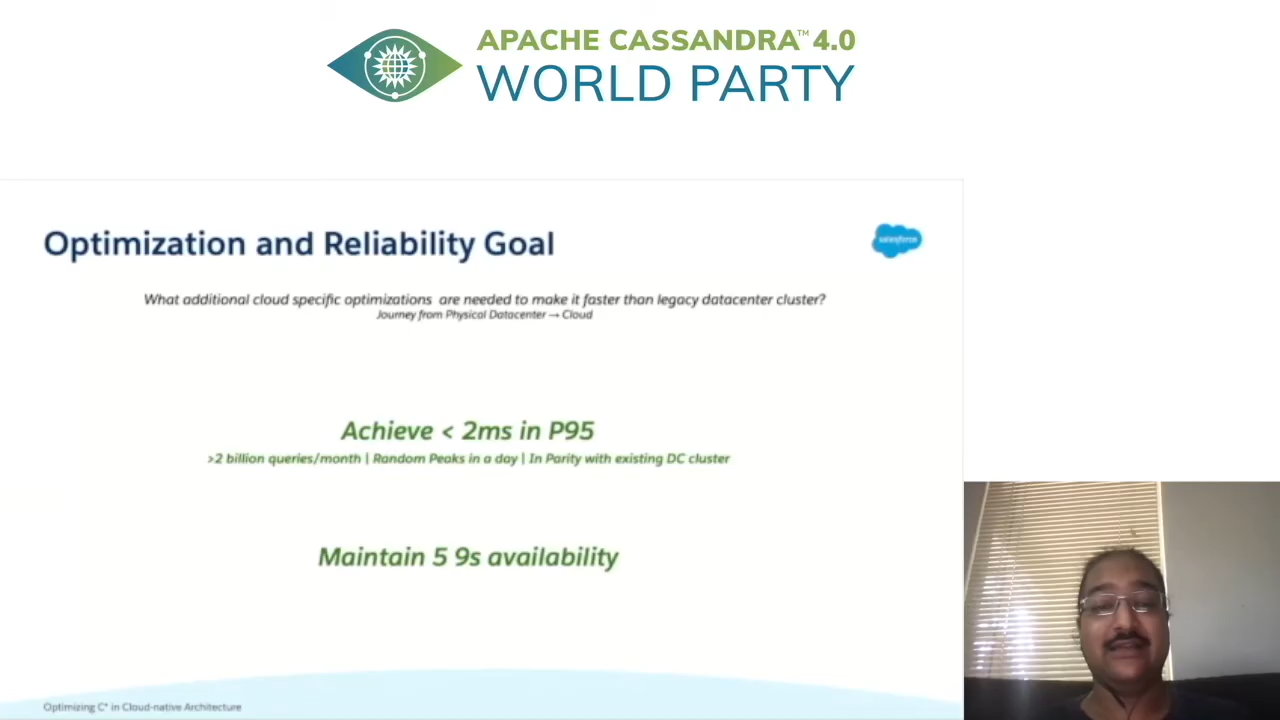 APACHE CASSANDRA™ 4.0
WORLD PARTY
Optimization and Reliability Goal
salesforce
What additional cloud specific optimizations are needed to make it faster than legacy datacenter cluster?
Journey from Physical Datacenter → Cloud
Achieve < 2ms in P95
>2 billion queries/month | Random Peaks in a day | In Parity with existing DC cluster
Maintain 5 9s availability
Optimizing C* in Cloud-native Architecture